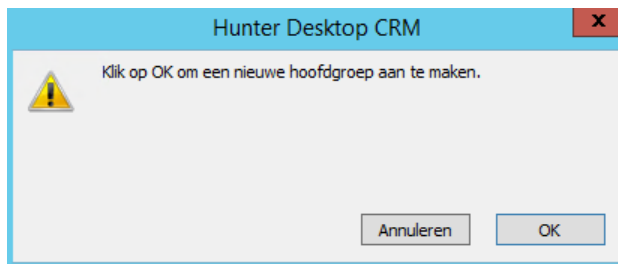 Hunter Desktop CRM
x
Klik op OK om een nieuwe hoofdgroep aan te maken.
Annuleren
OK